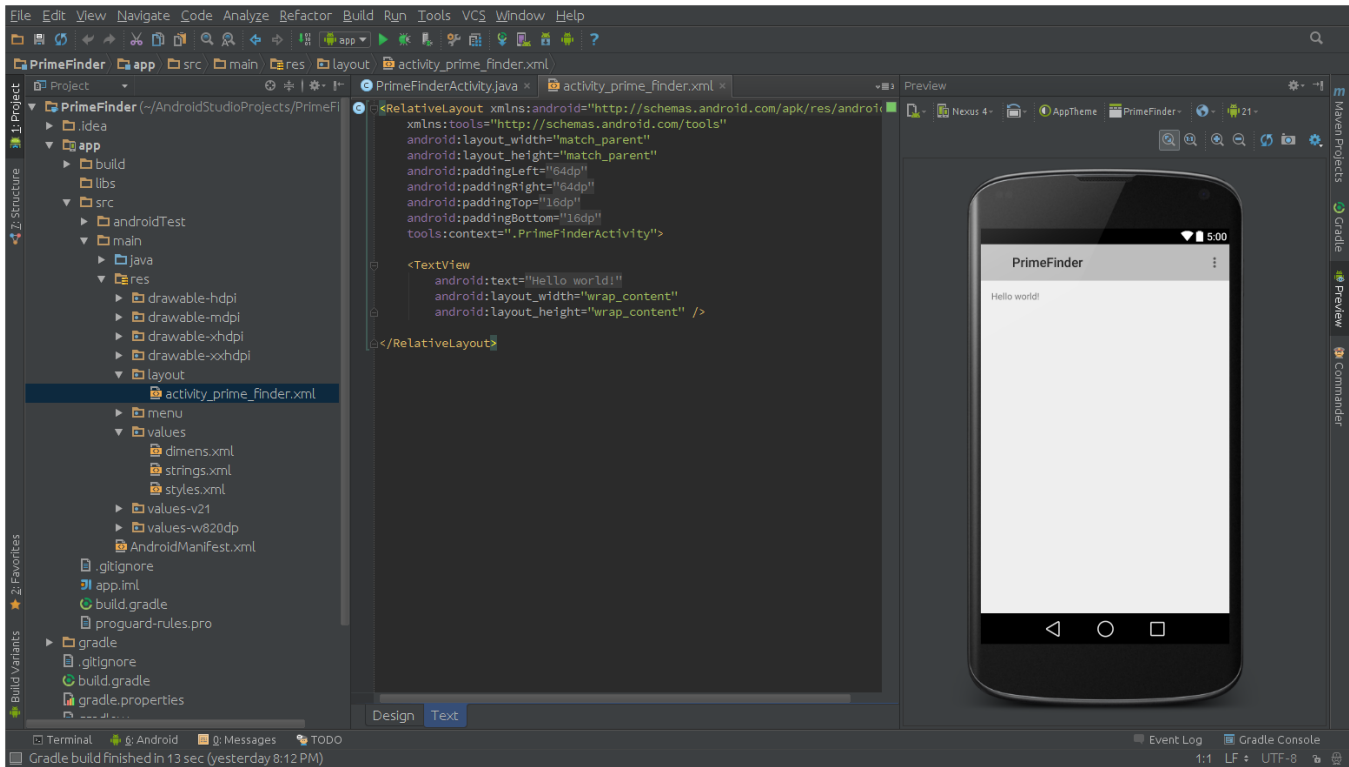 File Edit View Navigate Code Analyze Refactor Build Run Tools VCS Window Help
app
PrimeFinder app src main res layout activity_prime_finder.xml
Project
PrimeFinder (~/AndroidStudioProjects/PrimeFi
.idea
app
build
libs
src
androidTest
main
java
res
drawable-hdpi
drawable-mdpi
drawable-xhdpi
drawable-xxhdpi
layout
activity_prime_finder.xml
menu
values
dimens.xml
strings.xml
styles.xml
values-v21
values-w820dp
AndroidManifest.xml
.gitignore
app.iml
build.gradle
proguard-rules.pro
gradle
.gitignore
build.gradle
gradle.properties
1: Project
7: Structure
2: Favorites
Build Variants
PrimeFinderActivity.java × activity_prime_finder.xml ×
<RelativeLayout xmlns:android="http://schemas.android.com/apk/res/androic
xmlns:tools="http://schemas.android.com/tools"
android:layout_width="match_parent"
android:layout_height="match_parent"
android:paddingLeft="64dp"
android:paddingRight="64dp"
android:paddingTop="16dp"
android:paddingBottom="16dp"
tools:context=".PrimeFinderActivity">
<TextView
android:text="Hello world!"
android:layout_width="wrap_content"
android:layout_height="wrap_content" />
</RelativeLayout>
Design Text
Preview
Nexus 4 AppTheme PrimeFinder 21
5:00
PrimeFinder
Hello world!
m Maven Projects
Gradle
Preview
Commander
Terminal 6: Android 0: Messages TODO Event Log Gradle Console
Gradle build finished in 13 sec (yesterday 8:12 PM) 1:1 LF UTF-8